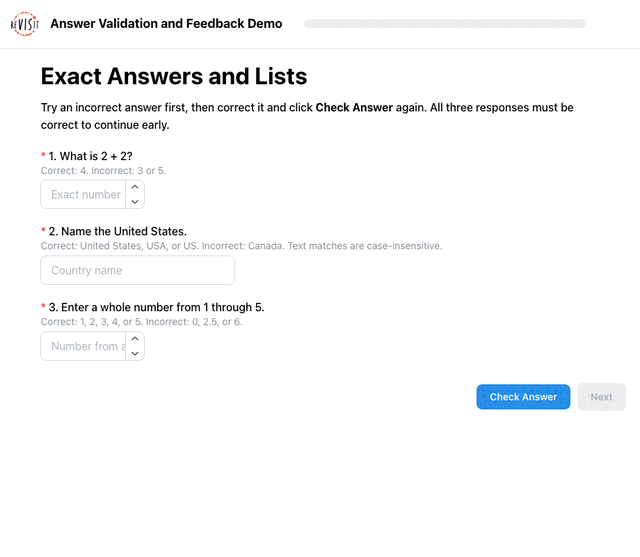 reVISit
Answer Validation and Feedback Demo
Exact Answers and Lists
Try an incorrect answer first, then correct it and click Check Answer again. All three responses must be
correct to continue early.
* 1. What is 2 + 2?
Correct: 4. Incorrect: 3 or 5.
Exact number
* 2. Name the United States.
Correct: United States, USA, or US. Incorrect: Canada. Text matches are case-insensitive.
Country name
* 3. Enter a whole number from 1 through 5.
Correct: 1, 2, 3, 4, or 5. Incorrect: 0, 2.5, or 6.
Number from a
Check Answer
Next